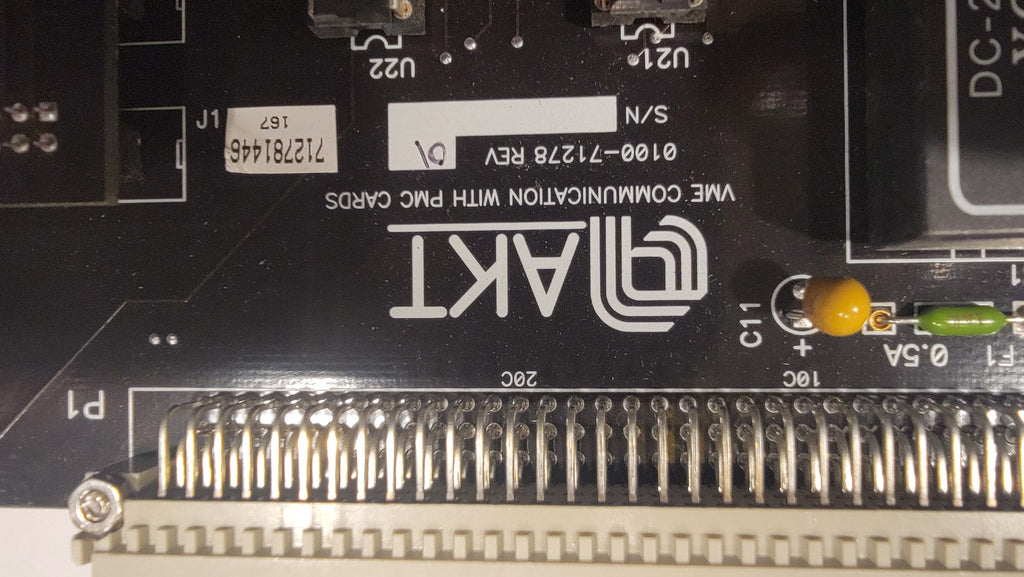 F1
0.5A
+
C11
10C
20C
P1
AKT
VME COMMUNICATION WITH PMC CARDS
0100-71278 REV 01
S/N
712781446
167
J1
U21
U22
DC-2